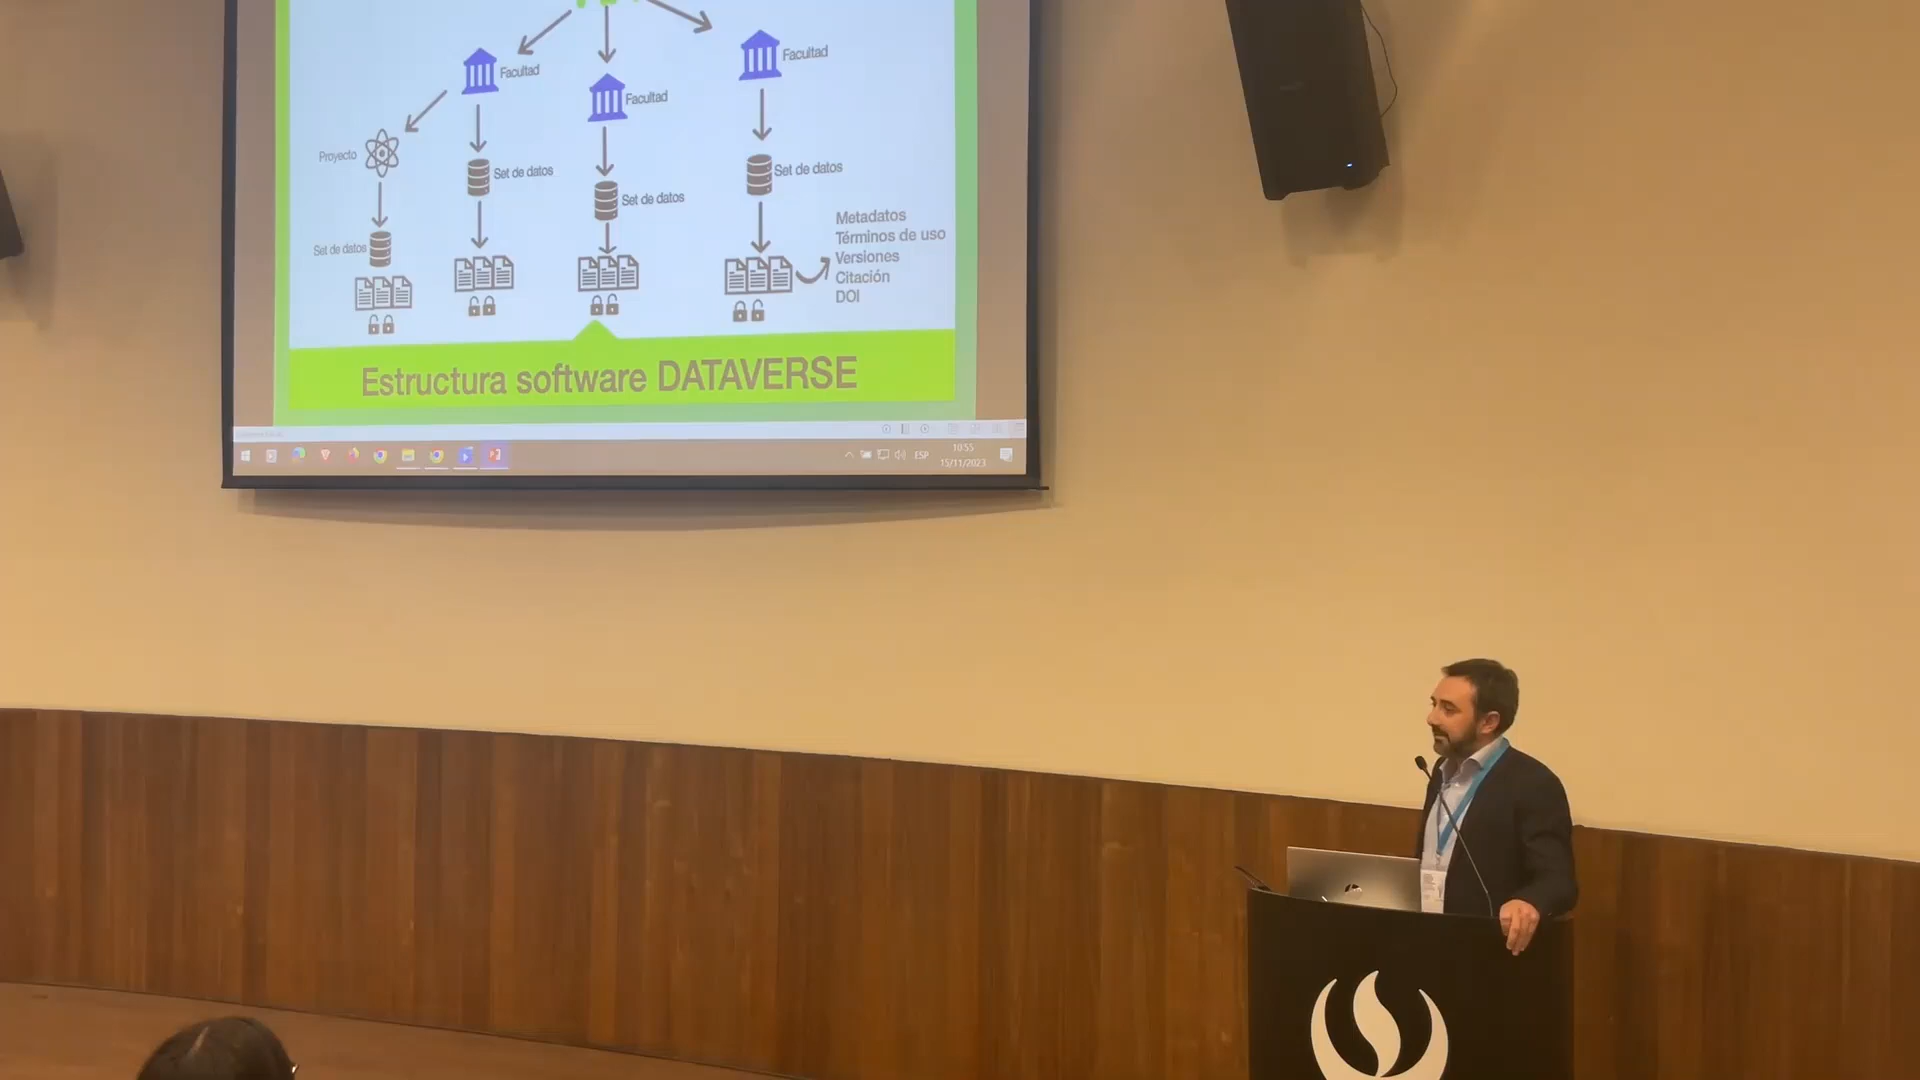 Facultad
Facultad
Facultad
Proyecto
Set de datos
Set de datos
Set de datos
Set de datos
Metadatos
Términos de uso
Versiones
Citación
DOI
Estructura software DATAVERSE
ESP
10:55
15/11/2023